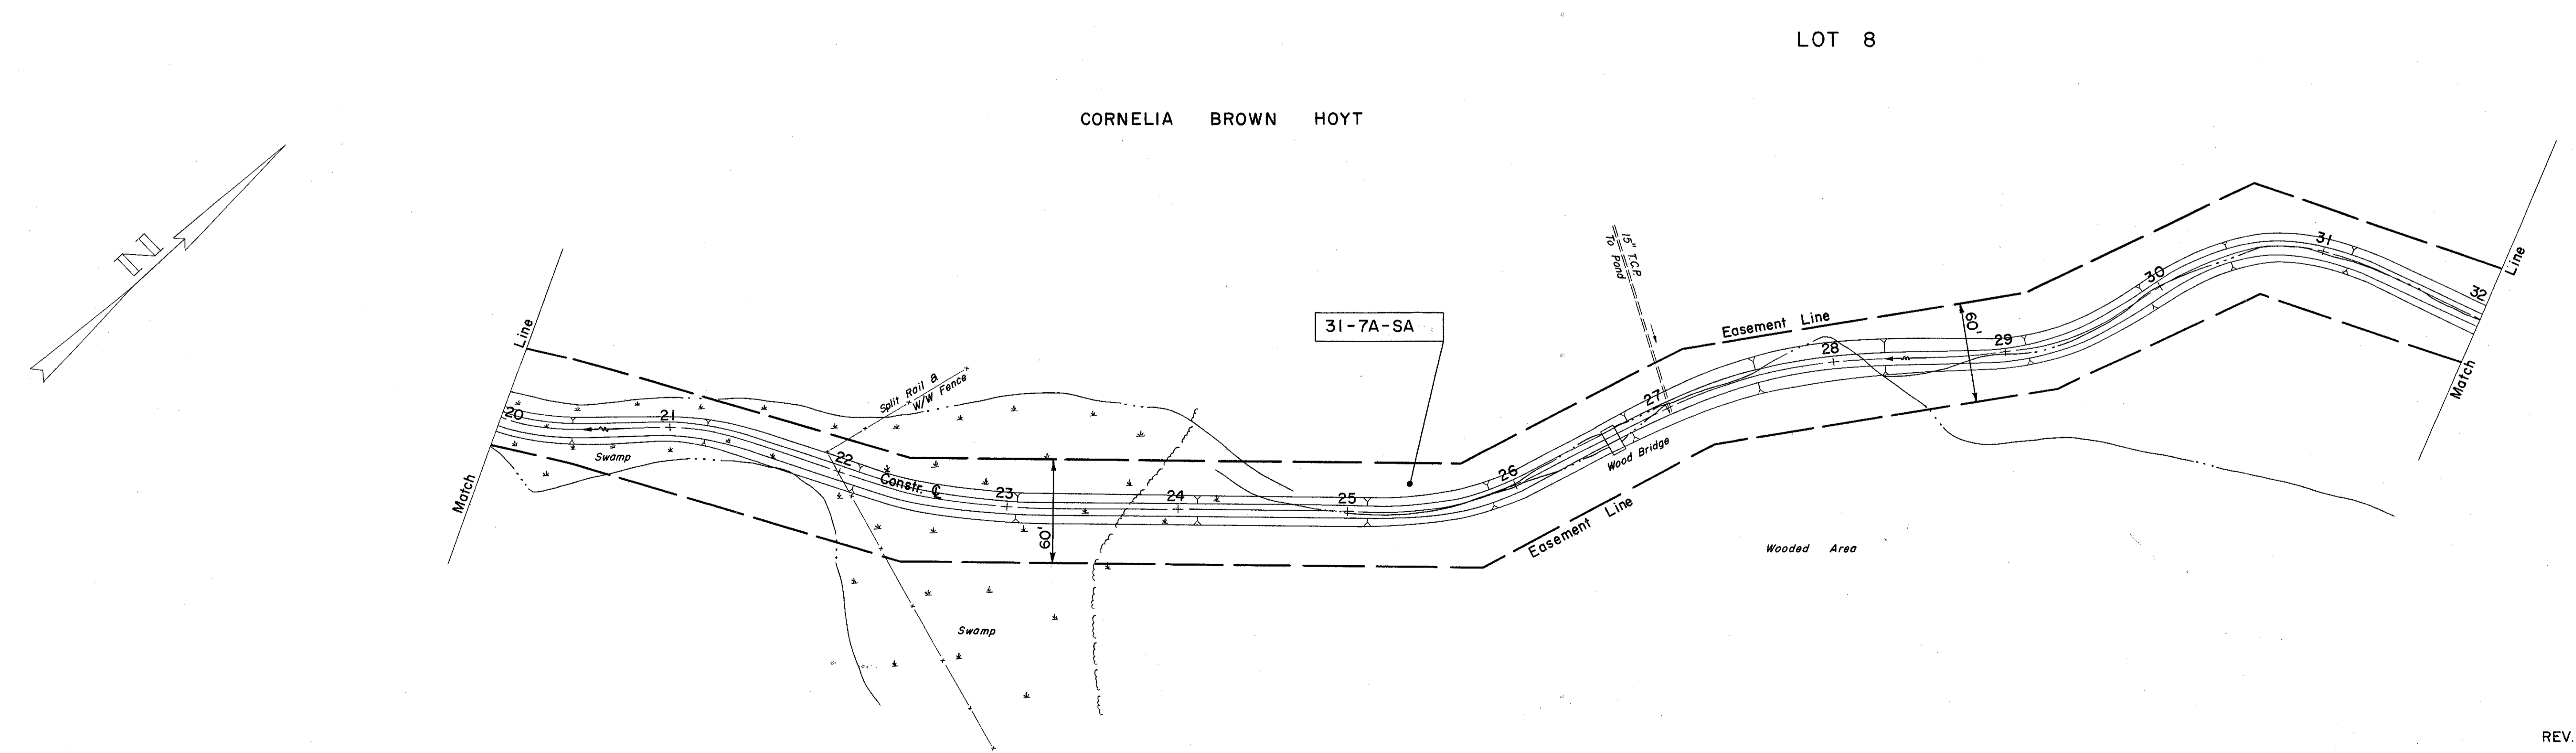 LOT 8
CORNELIA BROWN HOYT
N
15" T.C.P.
To Pond
31
Line
30
32
31-7A-SA
Easement Line
60'
29
28
Line
Match
Split Rail &
W/W Fence
27
20
21
Wood Bridge
Swamp
22
26
Constr. ℄
23
24
25
Match
60'
Easement Line
Wooded Area
Swamp
REV.